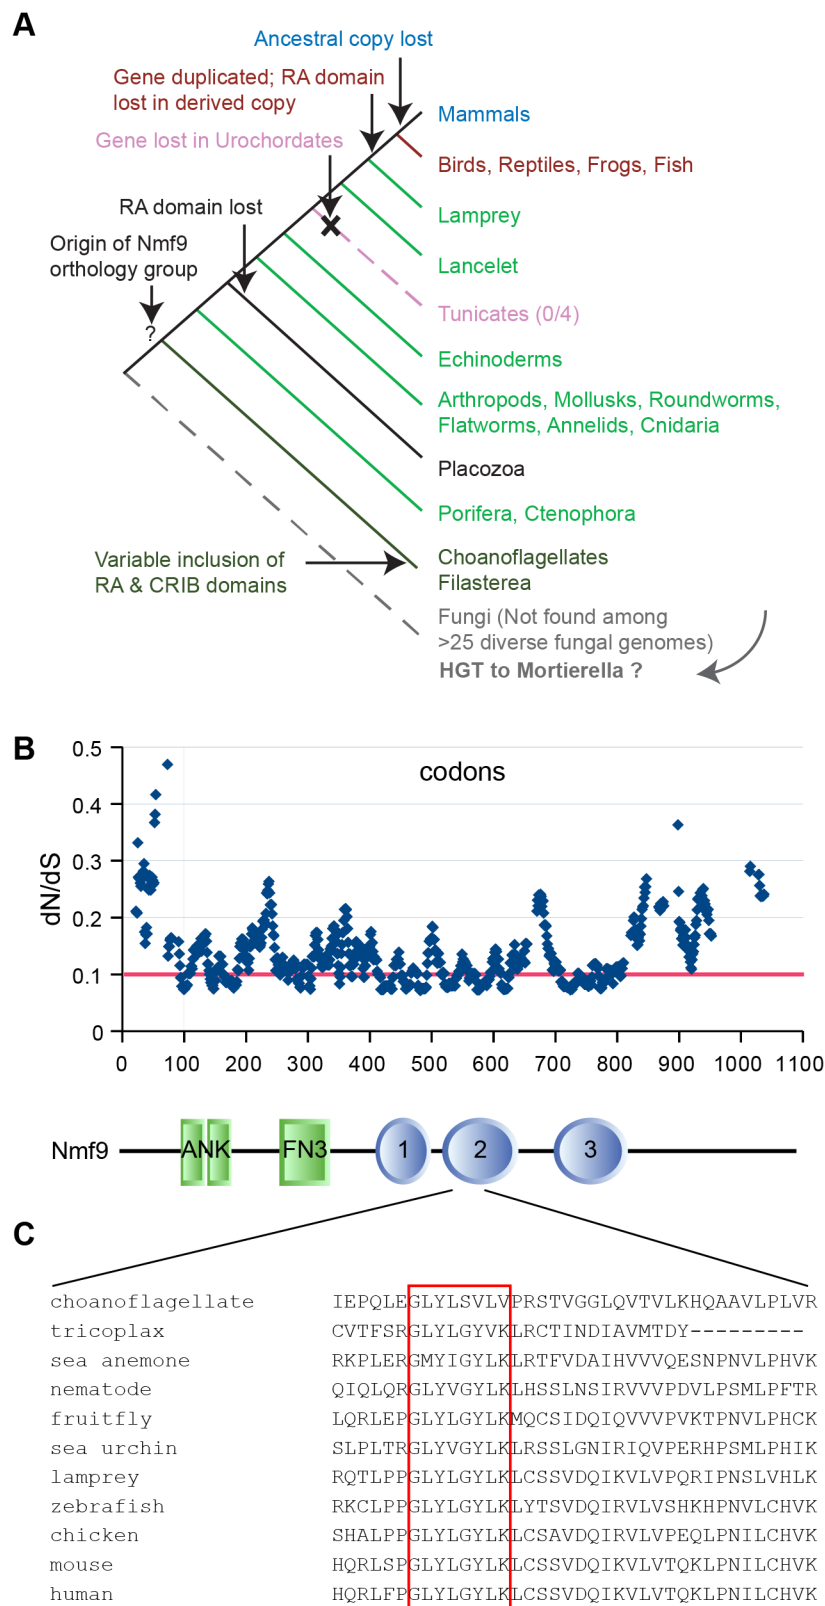 A
Ancestral copy lost
Gene duplicated; RA domain
lost in derived copy
Mammals
Gene lost in Urochordates
Birds, Reptiles, Frogs, Fish
RA domain lost
Lamprey
Origin of Nmf9
orthology group
Lancelet
?
Tunicates (0/4)
Echinoderms
Arthropods, Mollusks, Roundworms,
Flatworms, Annelids, Cnidaria
Placozoa
Porifera, Ctenophora
Variable inclusion of
RA & CRIB domains
Choanoflagellates
Filasterea
Fungi (Not found among
>25 diverse fungal genomes)
HGT to Mortierella ?
B
codons
dN/dS
0.5
0.4
0.3
0.2
0.1
0
0 100 200 300 400 500 600 700 800 900 1000 1100
Nmf9 ANK FN3 1 2 3
C
choanoflagellate IEPQLEGLYLSVLVPRSTVGGLQVTVLKHQAAVLPLVR
tricoplax CVTFSRGLYLGYVKLRCTINDIAVMTDY---------
sea anemone RKPLERGMYIGYLKLRTFVDAIHVVVQESNPNVLPHVK
nematode QIQLQRGLYVGYLKLHSSLNSIRVVVPDVLPSMLPFTR
fruitfly LQRLEPGLYLGYLKMQCSIDQIQVVVPVKTPNVLPHCK
sea urchin SLPLTRGLYVGYLKLRSSLGNIRIQVPERHPSMLPHIK
lamprey RQTLPPGLYLGYLKLCSSVDQIKVLVPQRIPNSLVHLK
zebrafish RKCLPPGLYLGYLKLYTSVDQIRVLVSHKHPNVLCHVK
chicken SHALPPGLYLGYLKLCSAVDQIRVLVPEQLPNILCHVK
mouse HQRLSPGLYLGYLKLCSSVDQIKVLVTQKLPNILCHVK
human HQRLFPGLYLGYLKLCSSVDQIKVLVTQKLPNILCHVK